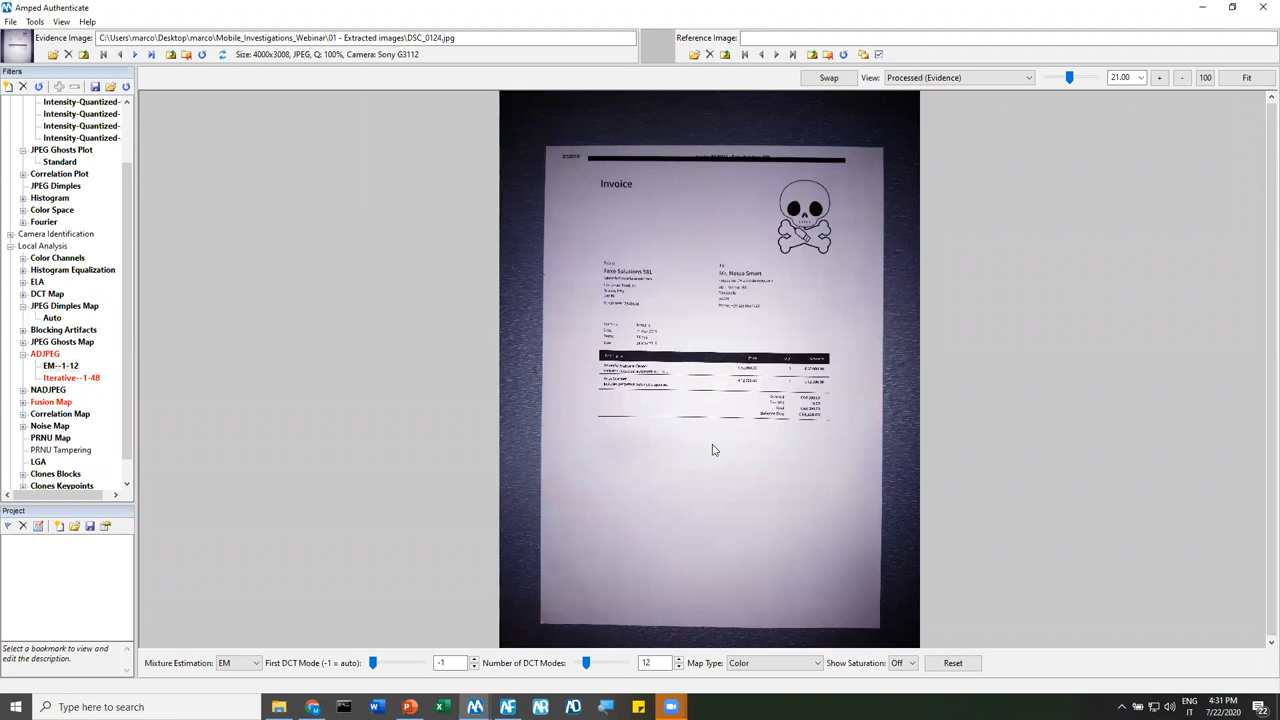 Amped Authenticate
File Tools View Help
Evidence Image: C:\Users\marco\Desktop\marco\Mobile_Investigations_Webinar\01 - Extracted images\DSC_0124.jpg Reference Image:
Size: 4000x3008, JPEG, Q: 100%, Camera: Sony G3112
Filters
Swap View: Processed (Evidence) 21.00 + - 100 Fit
Intensity-Quantized-
Intensity-Quantized-
Intensity-Quantized-
Intensity-Quantized-
JPEG Ghosts Plot
Standard
Correlation Plot
JPEG Dimples
Histogram
Color Space
Fourier
Camera Identification
Local Analysis
Color Channels
Histogram Equalization
ELA
DCT Map
JPEG Dimples Map
Auto
Blocking Artifacts
JPEG Ghosts Map
ADJPEG
EM--1-12
Iterative--1-48
NADJPEG
Fusion Map
Correlation Map
Noise Map
PRNU Map
PRNU Tampering
LGA
Clones Blocks
Clones Keypoints
Project
Select a bookmark to view and
edit the description.
Invoice
Fake Solutions SRL
Mr. Notso Smart
Mixture Estimation: EM First DCT Mode (-1 = auto): -1 Number of DCT Modes: 12 Map Type: Color Show Saturation: Off Reset
Type here to search
ENG 4:31 PM
IT 7/22/2020 22